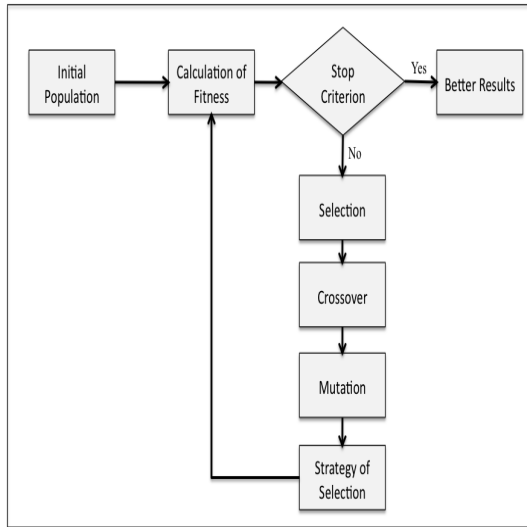 Initial
Population
Calculation of
Fitness
Stop
Criterion
Yes
Better Results
No
Selection
Crossover
Mutation
Strategy of
Selection